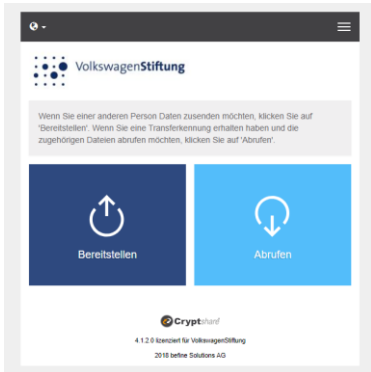 VolkswagenStiftung
Wenn Sie einer anderen Person Daten zusenden möchten, klicken Sie auf
'Bereitstellen'. Wenn Sie eine Transferkennung erhalten haben und die
zugehörigen Dateien abrufen möchten, klicken Sie auf 'Abrufen'.
Bereitstellen
Abrufen
Cryptshare
4.1.2.0 lizenziert für VolkswagenStiftung
2018 befine Solutions AG